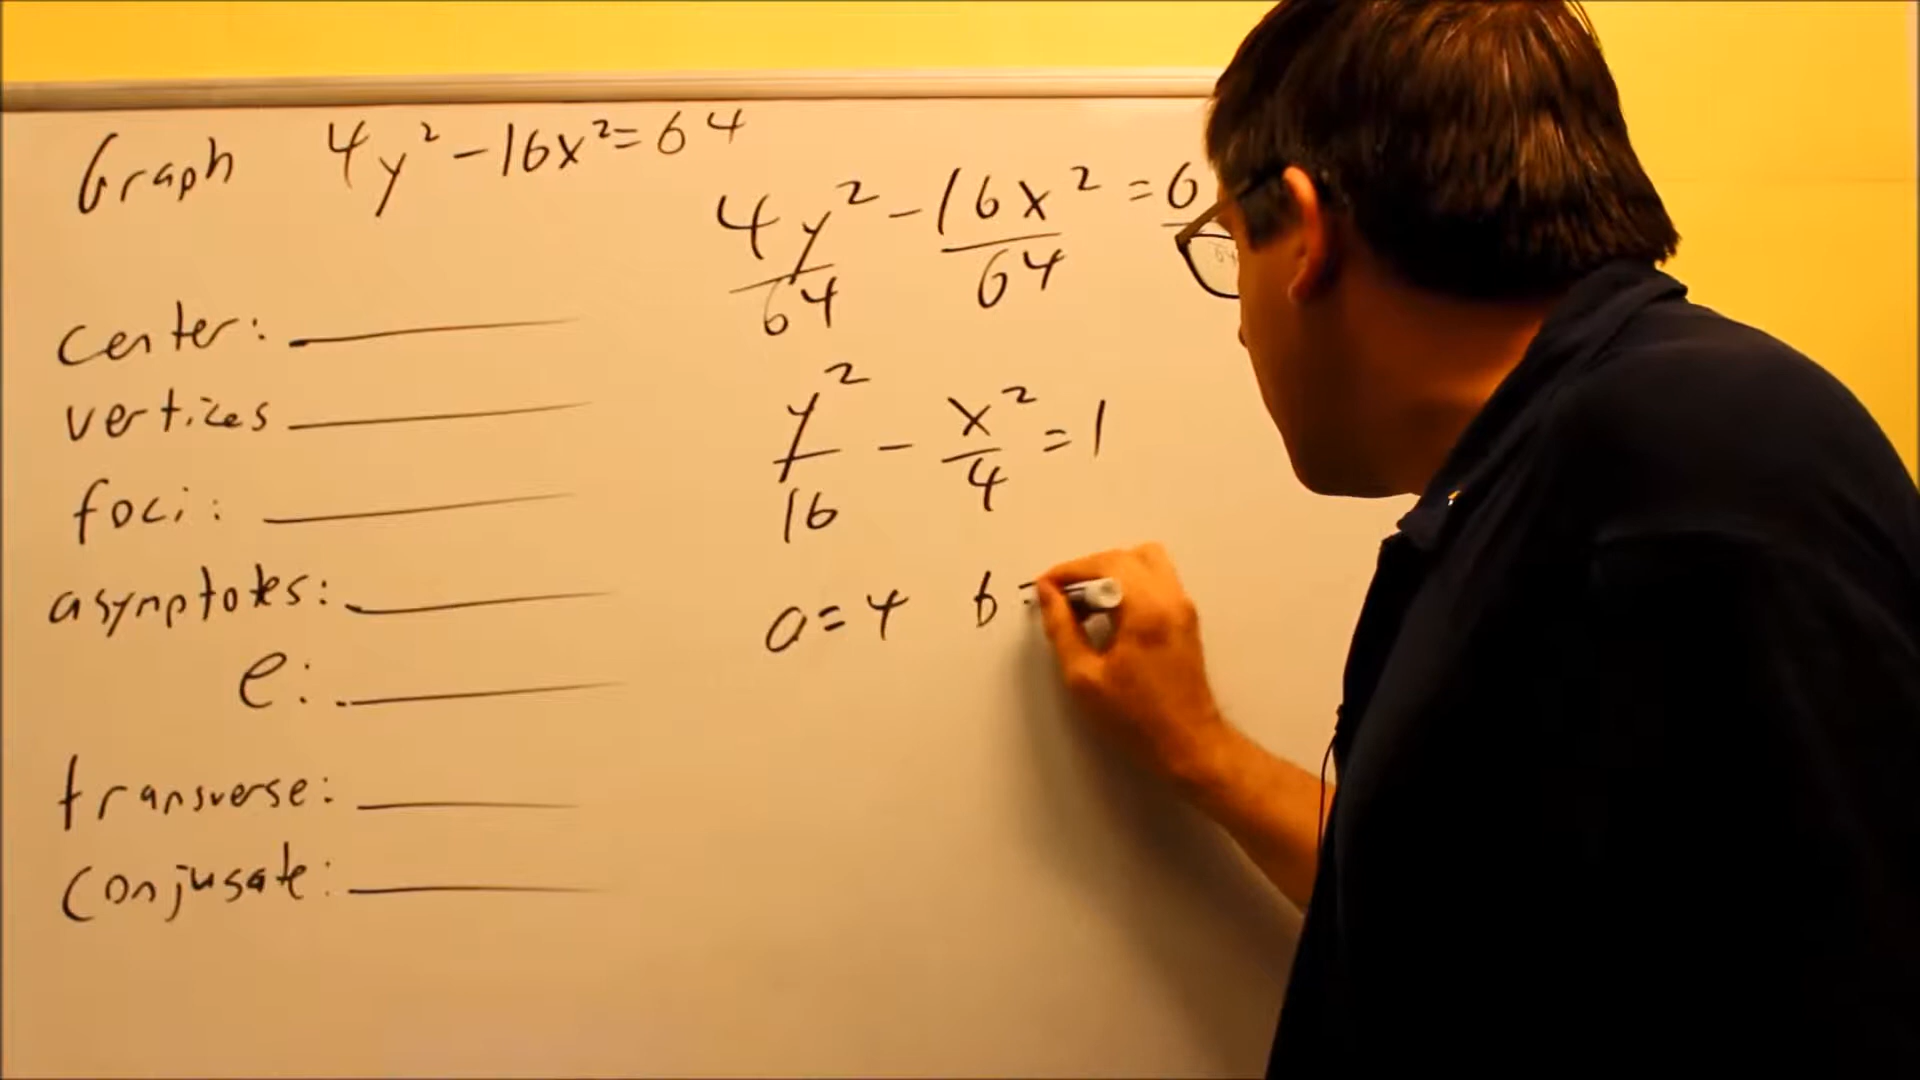 Graph 4y² - 16x² = 64
4y² - 16x² = 6
64 64 64
center:
vertices
y² - x² = 1
16 4
foci:
asymptotes:
a = 4 b =
e:
transverse:
conjugate: